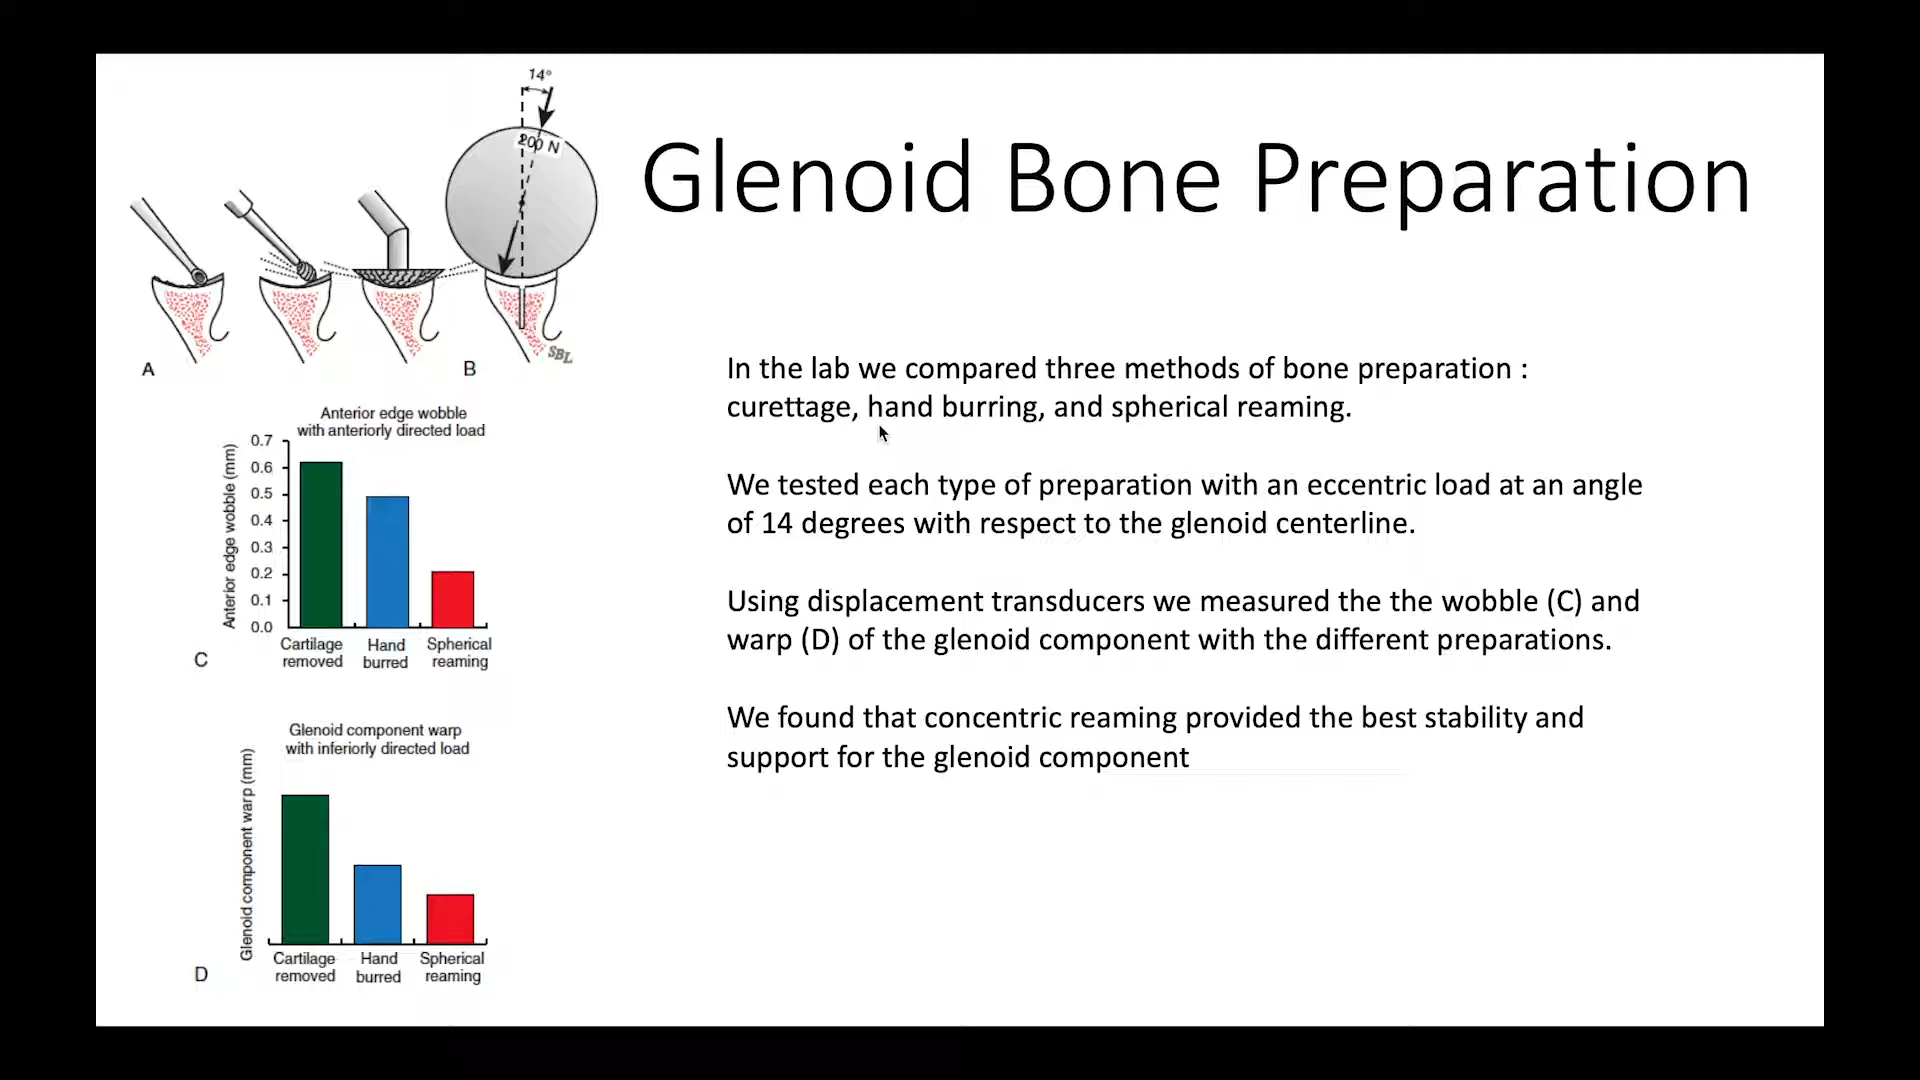 14°
200 N
SBL
A
B
Glenoid Bone Preparation
In the lab we compared three methods of bone preparation :
curettage, hand burring, and spherical reaming.
We tested each type of preparation with an eccentric load at an angle
of 14 degrees with respect to the glenoid centerline.
Using displacement transducers we measured the the wobble (C) and
warp (D) of the glenoid component with the different preparations.
We found that concentric reaming provided the best stability and
support for the glenoid component
Anterior edge wobble
with anteriorly directed load
Anterior edge wobble (mm)
0.7
0.6
0.5
0.4
0.3
0.2
0.1
0.0
Cartilage
removed
Hand
burred
Spherical
reaming
C
Glenoid component warp
with inferiorly directed load
Glenoid component warp (mm)
Cartilage
removed
Hand
burred
Spherical
reaming
D